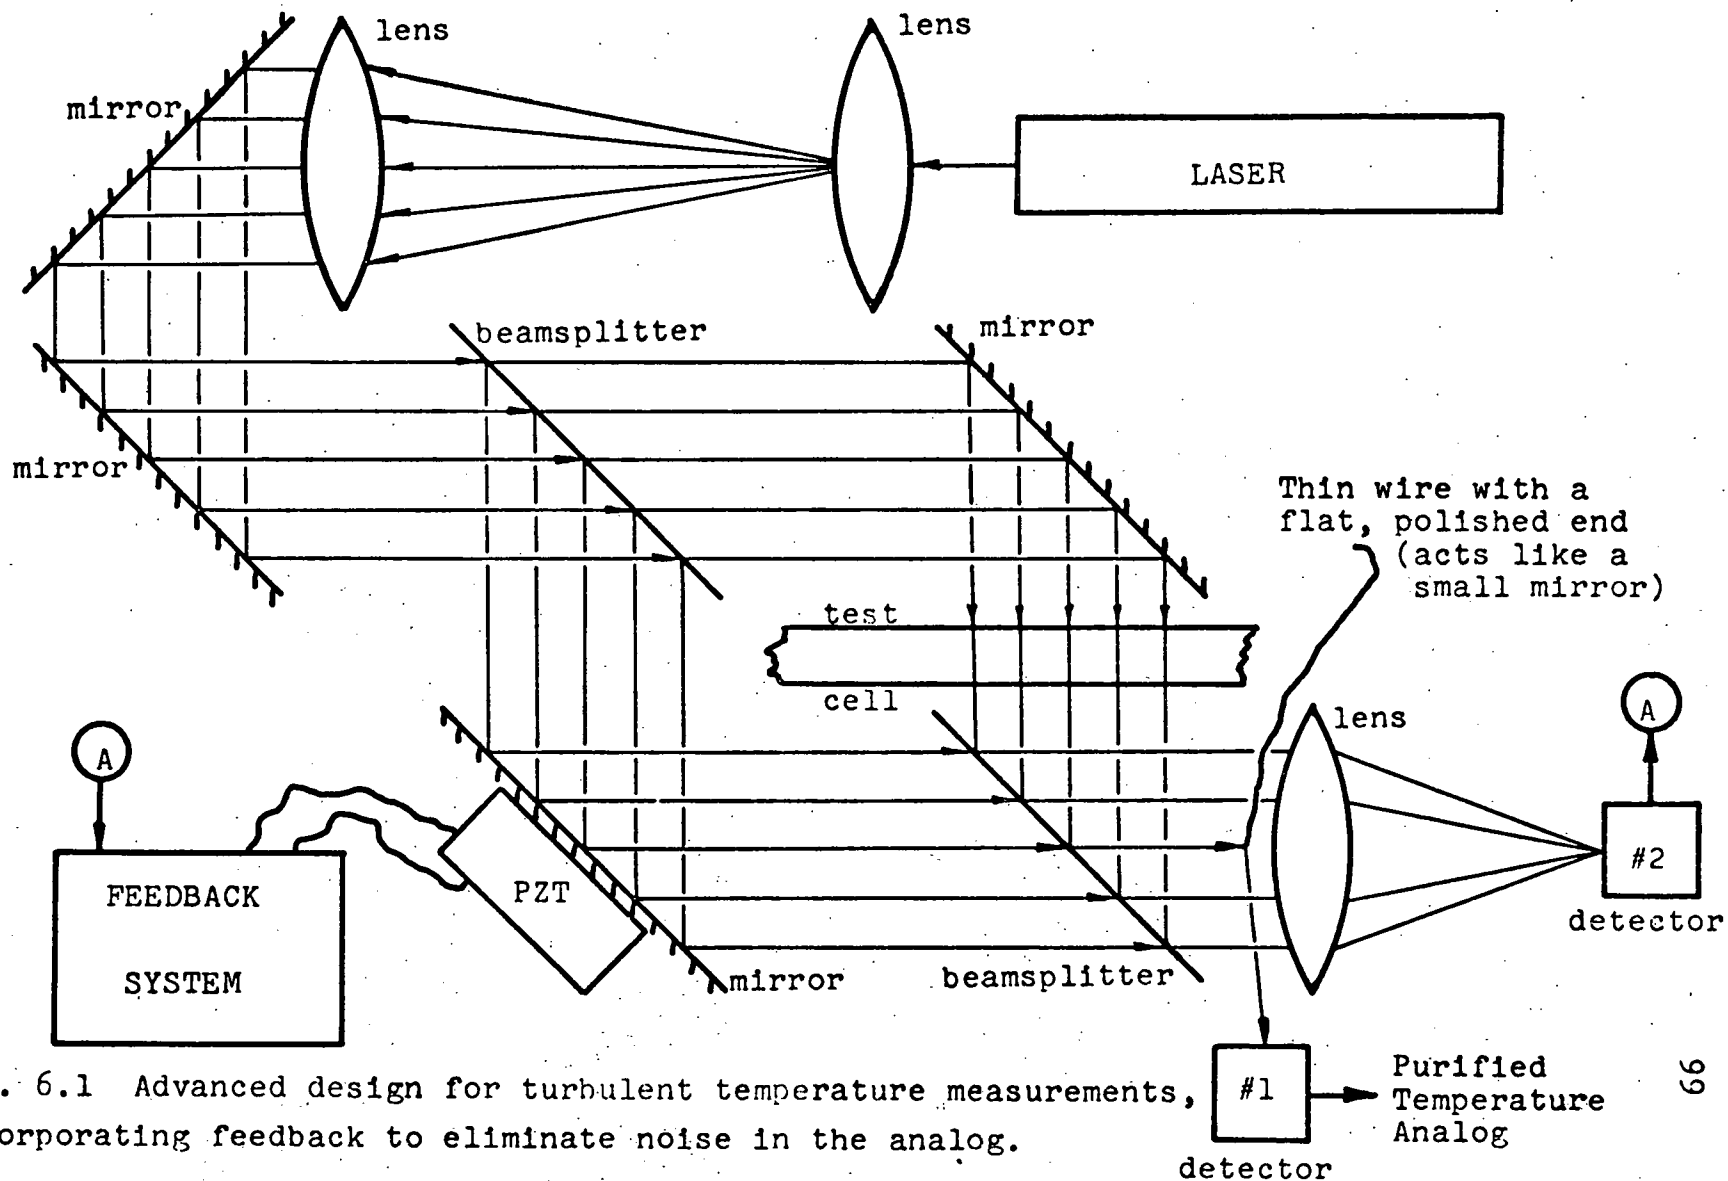 lens
lens
mirror
LASER
beamsplitter
mirror
mirror
Thin wire with a
flat, polished end
(acts like a
small mirror)
test
cell
lens
A
A
FEEDBACK
SYSTEM
PZT
#2
detector
mirror
beamsplitter
#1
Purified
Temperature
Analog
detector
. 6.1 Advanced design for turbulent temperature measurements,
orporating feedback to eliminate noise in the analog.
66